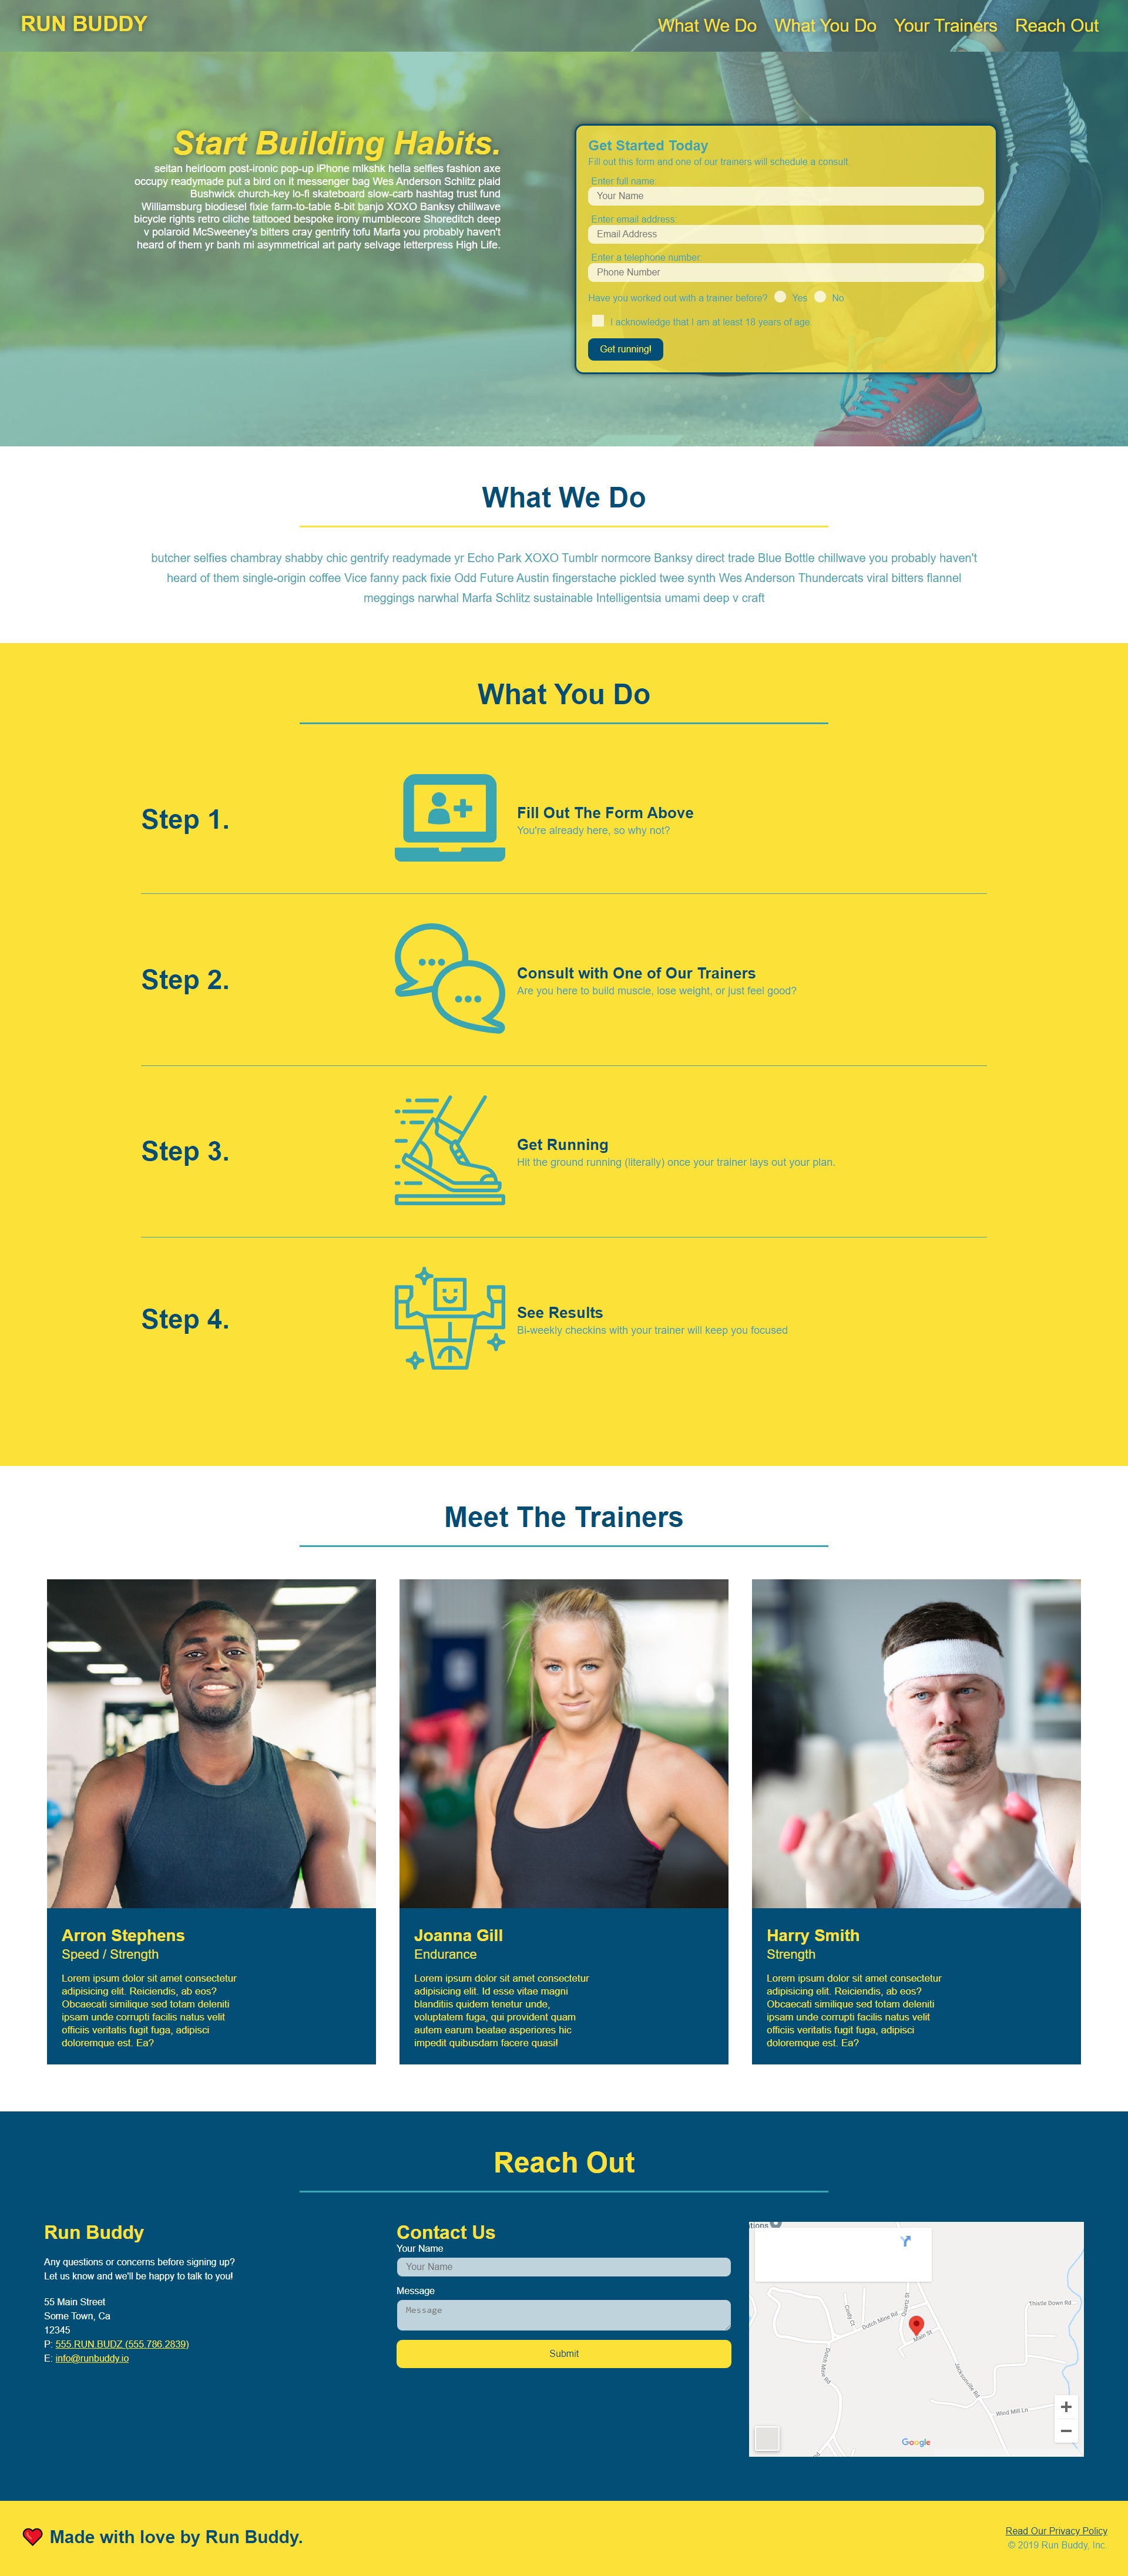 RUN BUDDY
What We Do
What You Do
Your Trainers
Reach Out
Start Building Habits.
seitan heirloom post-ironic pop-up iPhone mlkshk hella selfies fashion axe
occupy readymade put a bird on it messenger bag Wes Anderson Schlitz plaid
Bushwick church-key lo-fi skateboard slow-carb hashtag trust fund
Williamsburg biodiesel fixie farm-to-table 8-bit banjo XOXO Banksy chillwave
bicycle rights retro cliche tattooed bespoke irony mumblecore Shoreditch deep
v polaroid McSweeney's bitters cray gentrify tofu Marfa you probably haven't
heard of them yr banh mi asymmetrical art party selvage letterpress High Life.
Get Started Today
Fill out this form and one of our trainers will schedule a consult.
Enter full name:
Your Name
Enter email address:
Email Address
Enter a telephone number:
Phone Number
Have you worked out with a trainer before? Yes No
I acknowledge that I am at least 18 years of age.
Get running!
What We Do
butcher selfies chambray shabby chic gentrify readymade yr Echo Park XOXO Tumblr normcore Banksy direct trade Blue Bottle chillwave you probably haven't
heard of them single-origin coffee Vice fanny pack fixie Odd Future Austin fingerstache pickled twee synth Wes Anderson Thundercats viral bitters flannel
meggings narwhal Marfa Schlitz sustainable Intelligentsia umami deep v craft
What You Do
Step 1.
Fill Out The Form Above
You're already here, so why not?
Step 2.
Consult with One of Our Trainers
Are you here to build muscle, lose weight, or just feel good?
Step 3.
Get Running
Hit the ground running (literally) once your trainer lays out your plan.
Step 4.
See Results
Bi-weekly checkins with your trainer will keep you focused
Meet The Trainers
Arron Stephens
Speed / Strength
Lorem ipsum dolor sit amet consectetur
adipisicing elit. Reiciendis, ab eos?
Obcaecati similique sed totam deleniti
ipsam unde corrupti facilis natus velit
officiis veritatis fugit fuga, adipisci
doloremque est. Ea?
Joanna Gill
Endurance
Lorem ipsum dolor sit amet consectetur
adipisicing elit. Id esse vitae magni
blanditiis quidem tenetur unde,
voluptatem fuga, qui provident quam
autem earum beatae asperiores hic
impedit quibusdam facere quasi!
Harry Smith
Strength
Lorem ipsum dolor sit amet consectetur
adipisicing elit. Reiciendis, ab eos?
Obcaecati similique sed totam deleniti
ipsam unde corrupti facilis natus velit
officiis veritatis fugit fuga, adipisci
doloremque est. Ea?
Reach Out
Run Buddy
Any questions or concerns before signing up?
Let us know and we'll be happy to talk to you!
55 Main Street
Some Town, Ca
12345
P: 555.RUN.BUDZ (555.786.2839)
E: info@runbuddy.io
Contact Us
Your Name
Your Name
Message
Message
Submit
Thistle Down Rd
Cindy Ct
Dutch Mine Rd
Quartz St
Main St
Dutch Mine Rd
Jacksonville Rd
Wind Mill Ln
Google
Made with love by Run Buddy.
Read Our Privacy Policy
© 2019 Run Buddy, Inc.